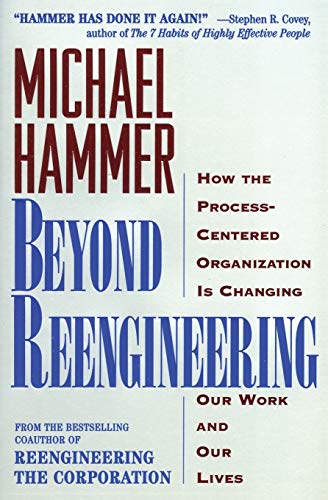 "HAMMER HAS DONE IT AGAIN!" —Stephen R. Covey,
author of The 7 Habits of Highly Effective People
MICHAEL
HAMMER
BEYOND
REENGINEERING
HOW THE
PROCESS-
CENTERED
ORGANIZATION
IS CHANGING
OUR WORK
AND
OUR
LIVES
FROM THE BESTSELLING
COAUTHOR OF
REENGINEERING
THE CORPORATION